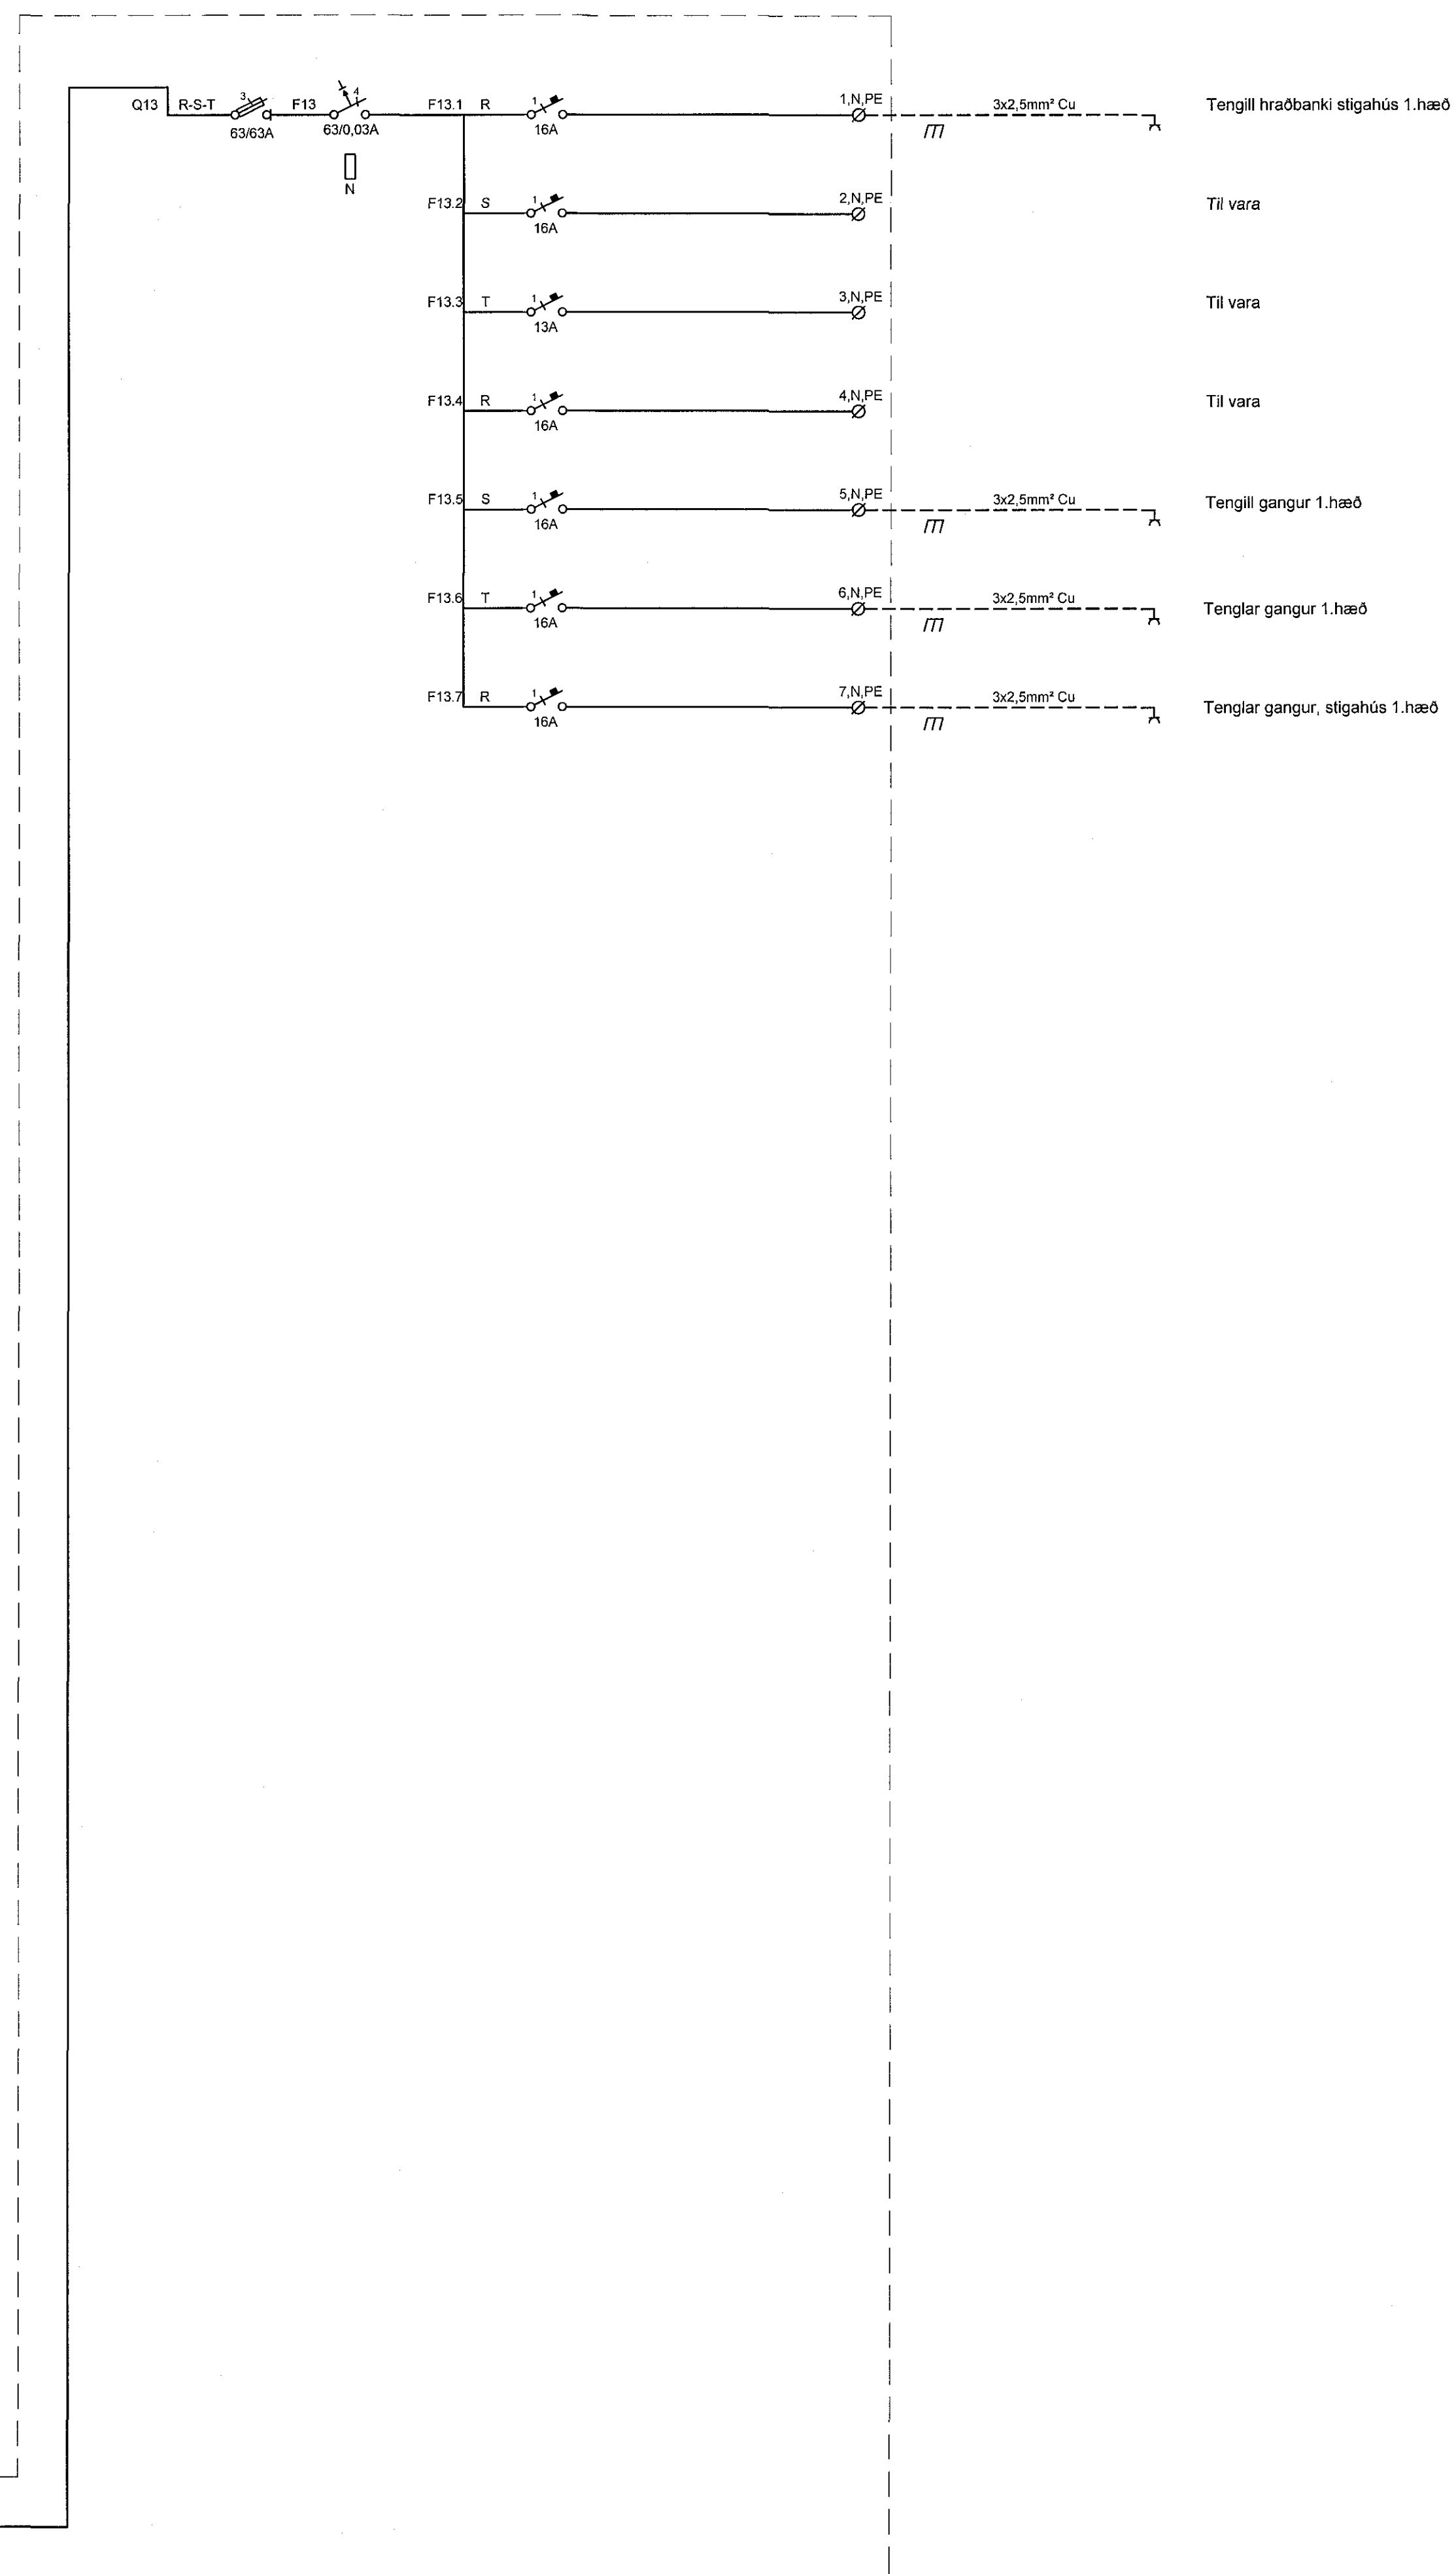 Q13 R-S-T 3 63/63A F13 4 63/0,03A N
F13.1 R 1 16A 1,N,PE 3x2,5mm² Cu Tengill hraðbanki stigahús 1.hæð
F13.2 S 1 16A 2,N,PE Til vara
F13.3 T 1 13A 3,N,PE Til vara
F13.4 R 1 16A 4,N,PE Til vara
F13.5 S 1 16A 5,N,PE 3x2,5mm² Cu Tengill gangur 1.hæð
F13.6 T 1 16A 6,N,PE 3x2,5mm² Cu Tenglar gangur 1.hæð
F13.7 R 1 16A 7,N,PE 3x2,5mm² Cu Tenglar gangur, stigahús 1.hæð